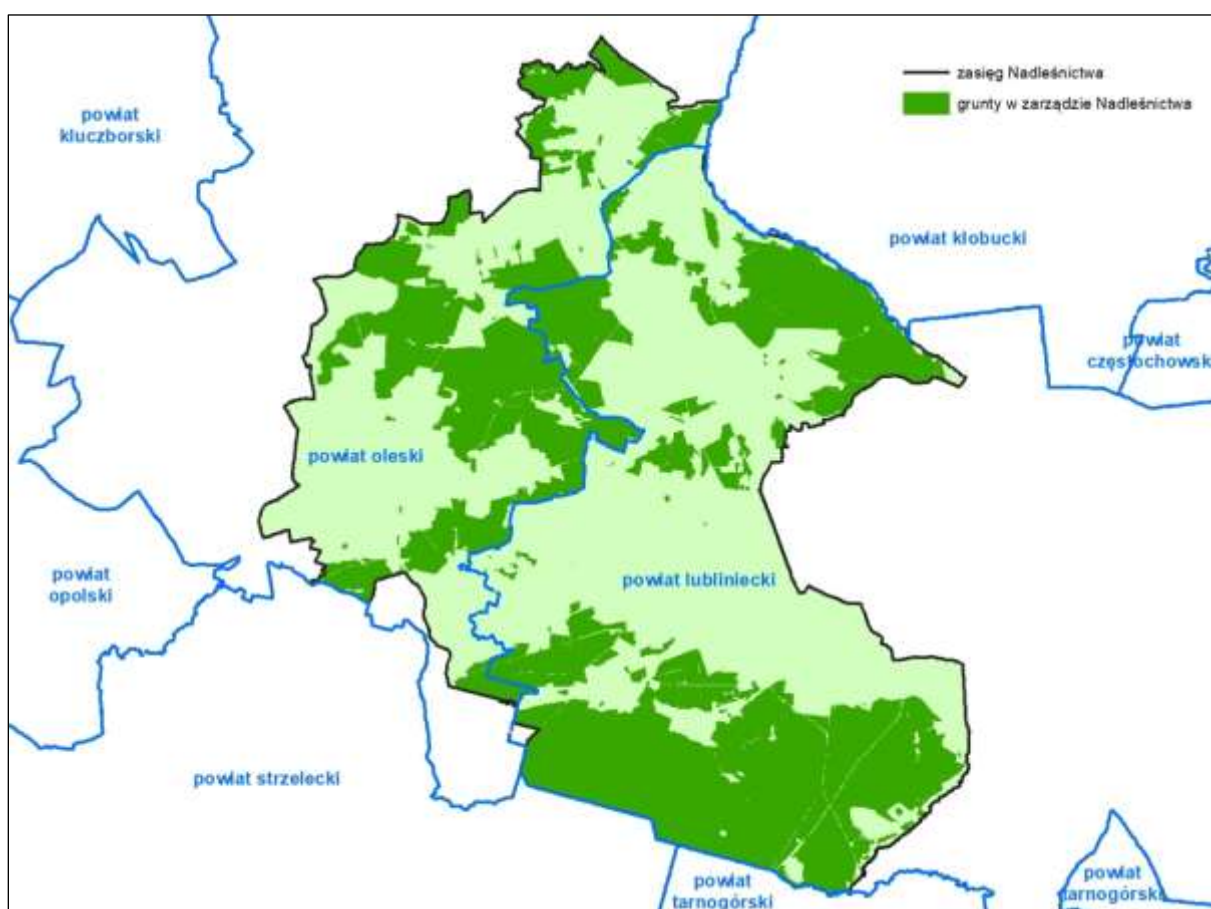 zasięg Nadleśnictwa
grunty w zarządzie Nadleśnictwa
powiat
kluczborski
powiat kłobucki
powiat
częstochowsk
powiat oleski
powiat
opolski
powiat lubliniecki
powiat strzelecki
powiat
tarnogórski
powiat
tarnogórski